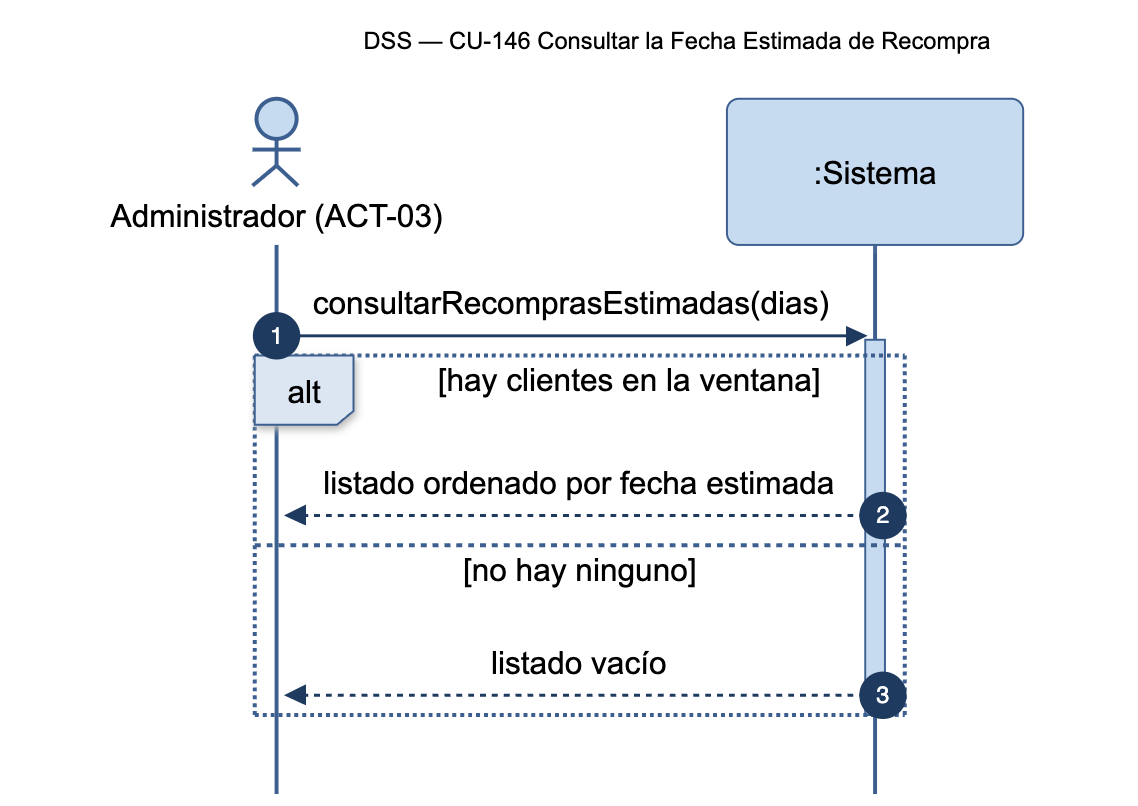 DSS — CU-146 Consultar la Fecha Estimada de Recompra
:Sistema
Administrador (ACT-03)
consultarRecomprasEstimadas(dias)
1
alt
[hay clientes en la ventana]
listado ordenado por fecha estimada
2
[no hay ninguno]
listado vacío
3